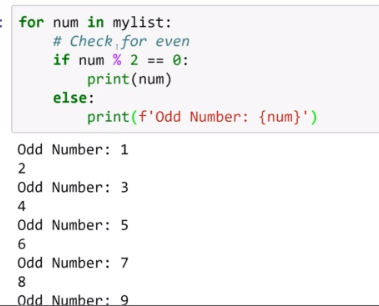 for num in mylist:
    # Check for even
    if num % 2 == 0:
        print(num)
    else:
        print(f'Odd Number: {num}')
Odd Number: 1
2
Odd Number: 3
4
Odd Number: 5
6
Odd Number: 7
8
Odd Number: 9